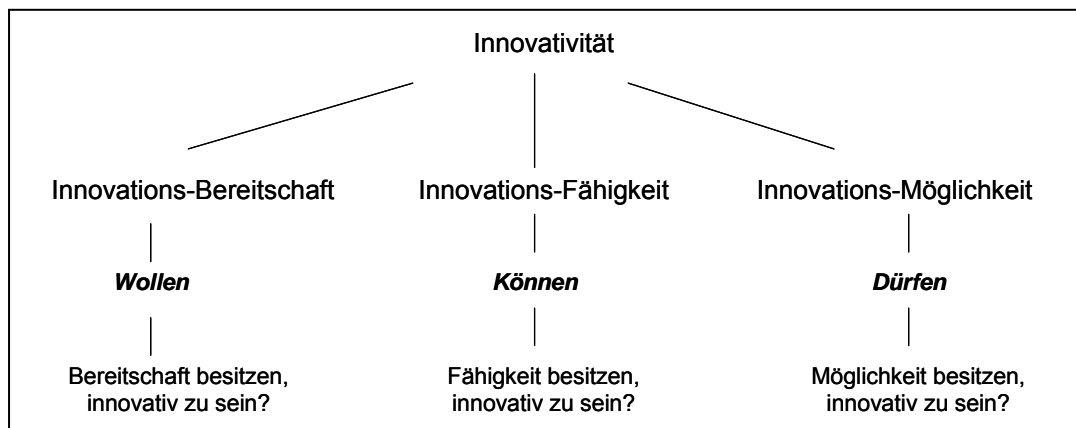 Innovativität
Innovations-Bereitschaft
Innovations-Fähigkeit
Innovations-Möglichkeit
Wollen
Können
Dürfen
Bereitschaft besitzen,
innovativ zu sein?
Fähigkeit besitzen,
innovativ zu sein?
Möglichkeit besitzen,
innovativ zu sein?